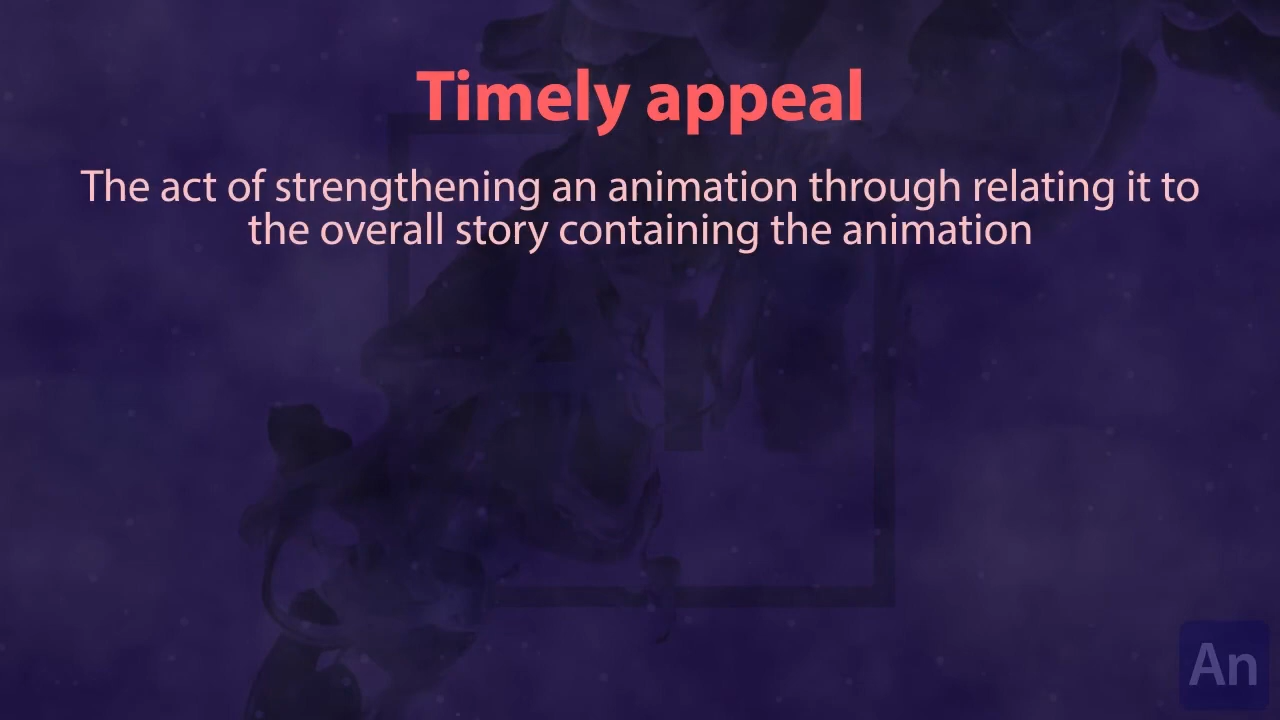 Timely appeal
The act of strengthening an animation through relating it to
the overall story containing the animation
An